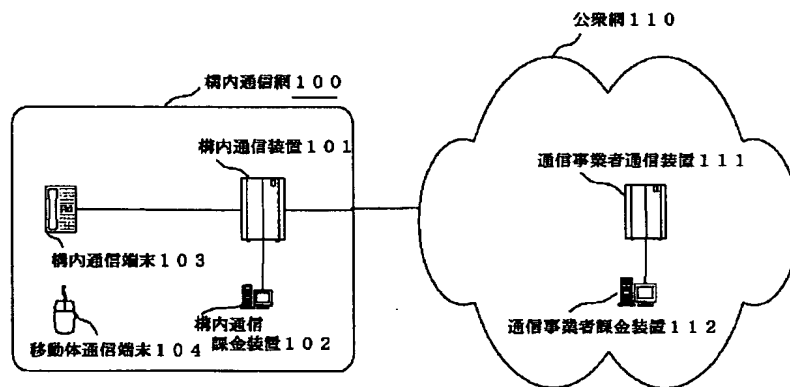 公衆網１１０
構内通信網１００
構内通信装置１０１
通信事業者通信装置１１１
構内通信端末１０３
構内通信
課金装置１０２
移動体通信端末１０４
通信事業者課金装置１１２